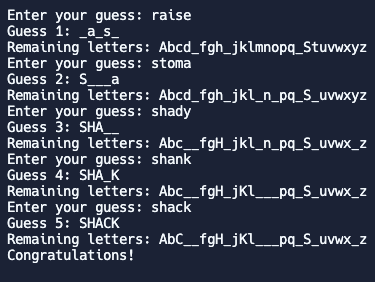 Enter your guess: raise
Guess 1: _a_s_
Remaining letters: Abcd_fgh_jklmnopq_Stuvwxyz
Enter your guess: stoma
Guess 2: S___a
Remaining letters: Abcd_fgh_jkl_n_pq_S_uvwxyz
Enter your guess: shady
Guess 3: SHA__
Remaining letters: Abc__fgH_jkl_n_pq_S_uvwx_z
Enter your guess: shank
Guess 4: SHA_K
Remaining letters: Abc__fgH_jKl___pq_S_uvwx_z
Enter your guess: shack
Guess 5: SHACK
Remaining letters: AbC__fgH_jKl___pq_S_uvwx_z
Congratulations!